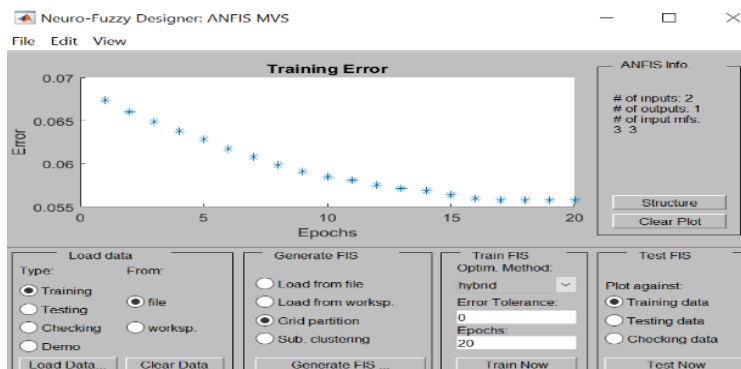 Neuro-Fuzzy Designer: ANFIS MVS
File Edit View
Training Error
0.07
0.065
0.06
0.055
Error
0 5 10 15 20
Epochs
ANFIS Info.
# of inputs: 2
# of outputs: 1
# of input mfs:
3 3
Structure
Clear Plot
Load data
Type: From:
Training
Testing
Checking
Demo
file
worksp.
Load Data... Clear Data
Generate FIS
Load from file
Load from worksp.
Grid partition
Sub. clustering
Generate FIS ...
Train FIS
Optim. Method:
hybrid
Error Tolerance:
0
Epochs:
20
Train Now
Test FIS
Plot against:
Training data
Testing data
Checking data
Test Now